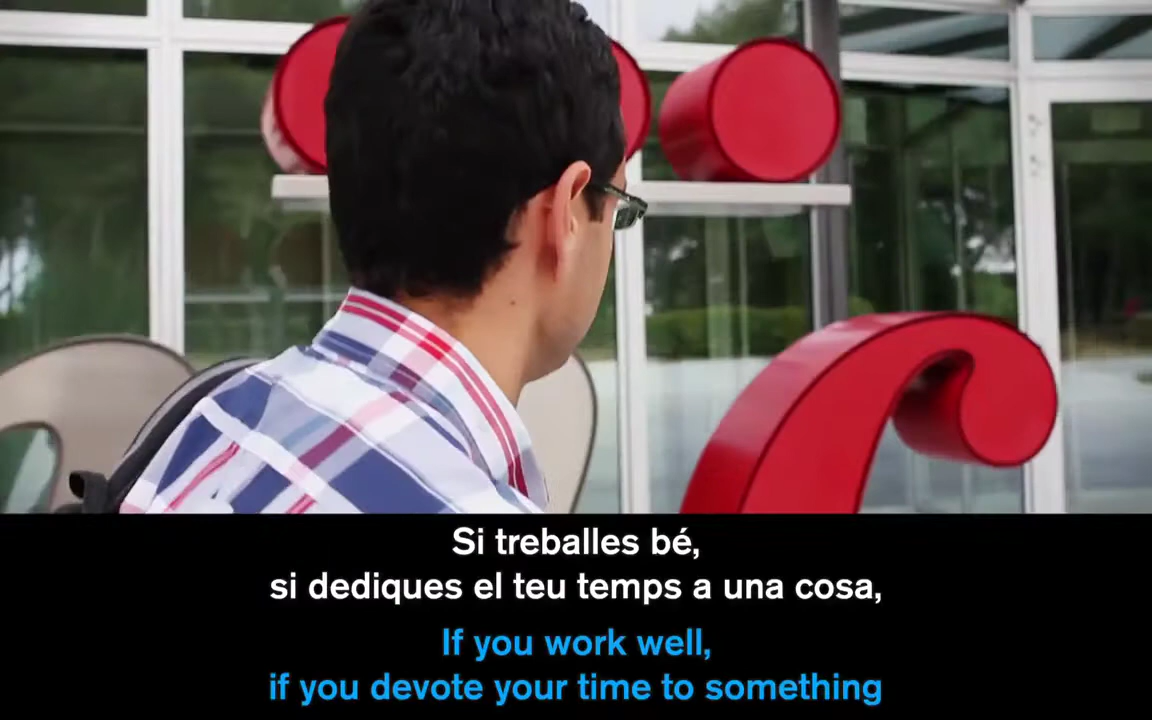 Si treballes bé,
si dediques el teu temps a una cosa,
If you work well,
if you devote your time to something